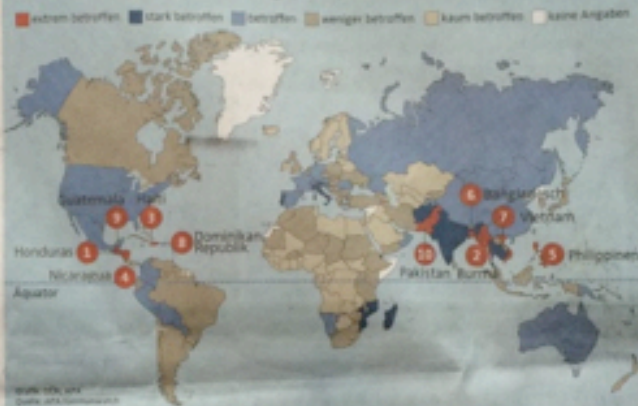 extrem betroffen stark betroffen betroffen weniger betroffen kaum betroffen keine Angaben
Guatemala Haiti
9 3
6 Bangladesch
7 Vietnam
Honduras 1
8 Dominikan.
Republik
10 2
5 Philippinen
Nicaragua 4
Pakistan Burma
Äquator